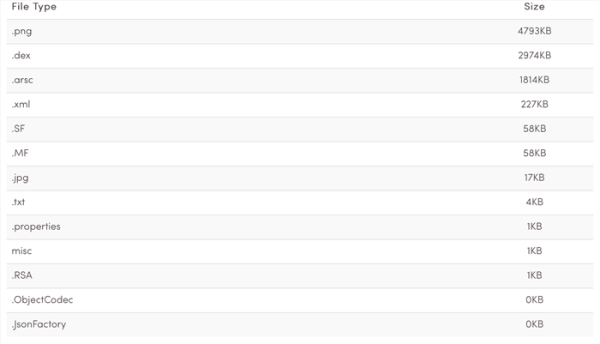 File Type Size
.png 4793KB
.dex 2974KB
.arsc 1814KB
.xml 227KB
.SF 58KB
.MF 58KB
.jpg 17KB
.txt 4KB
.properties 1KB
misc 1KB
.RSA 1KB
.ObjectCodec 0KB
.JsonFactory 0KB